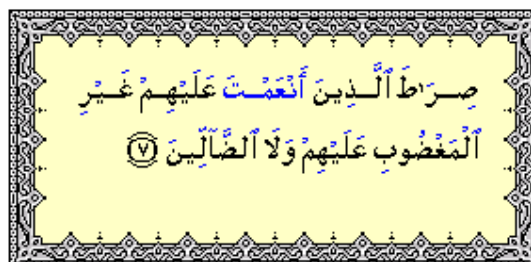 صِرَٰطَ ٱلَّذِينَ أَنْعَمْتَ عَلَيْهِمْ غَيْرِ
ٱلْمَغْضُوبِ عَلَيْهِمْ وَلَا ٱلضَّآلِّينَ ٧